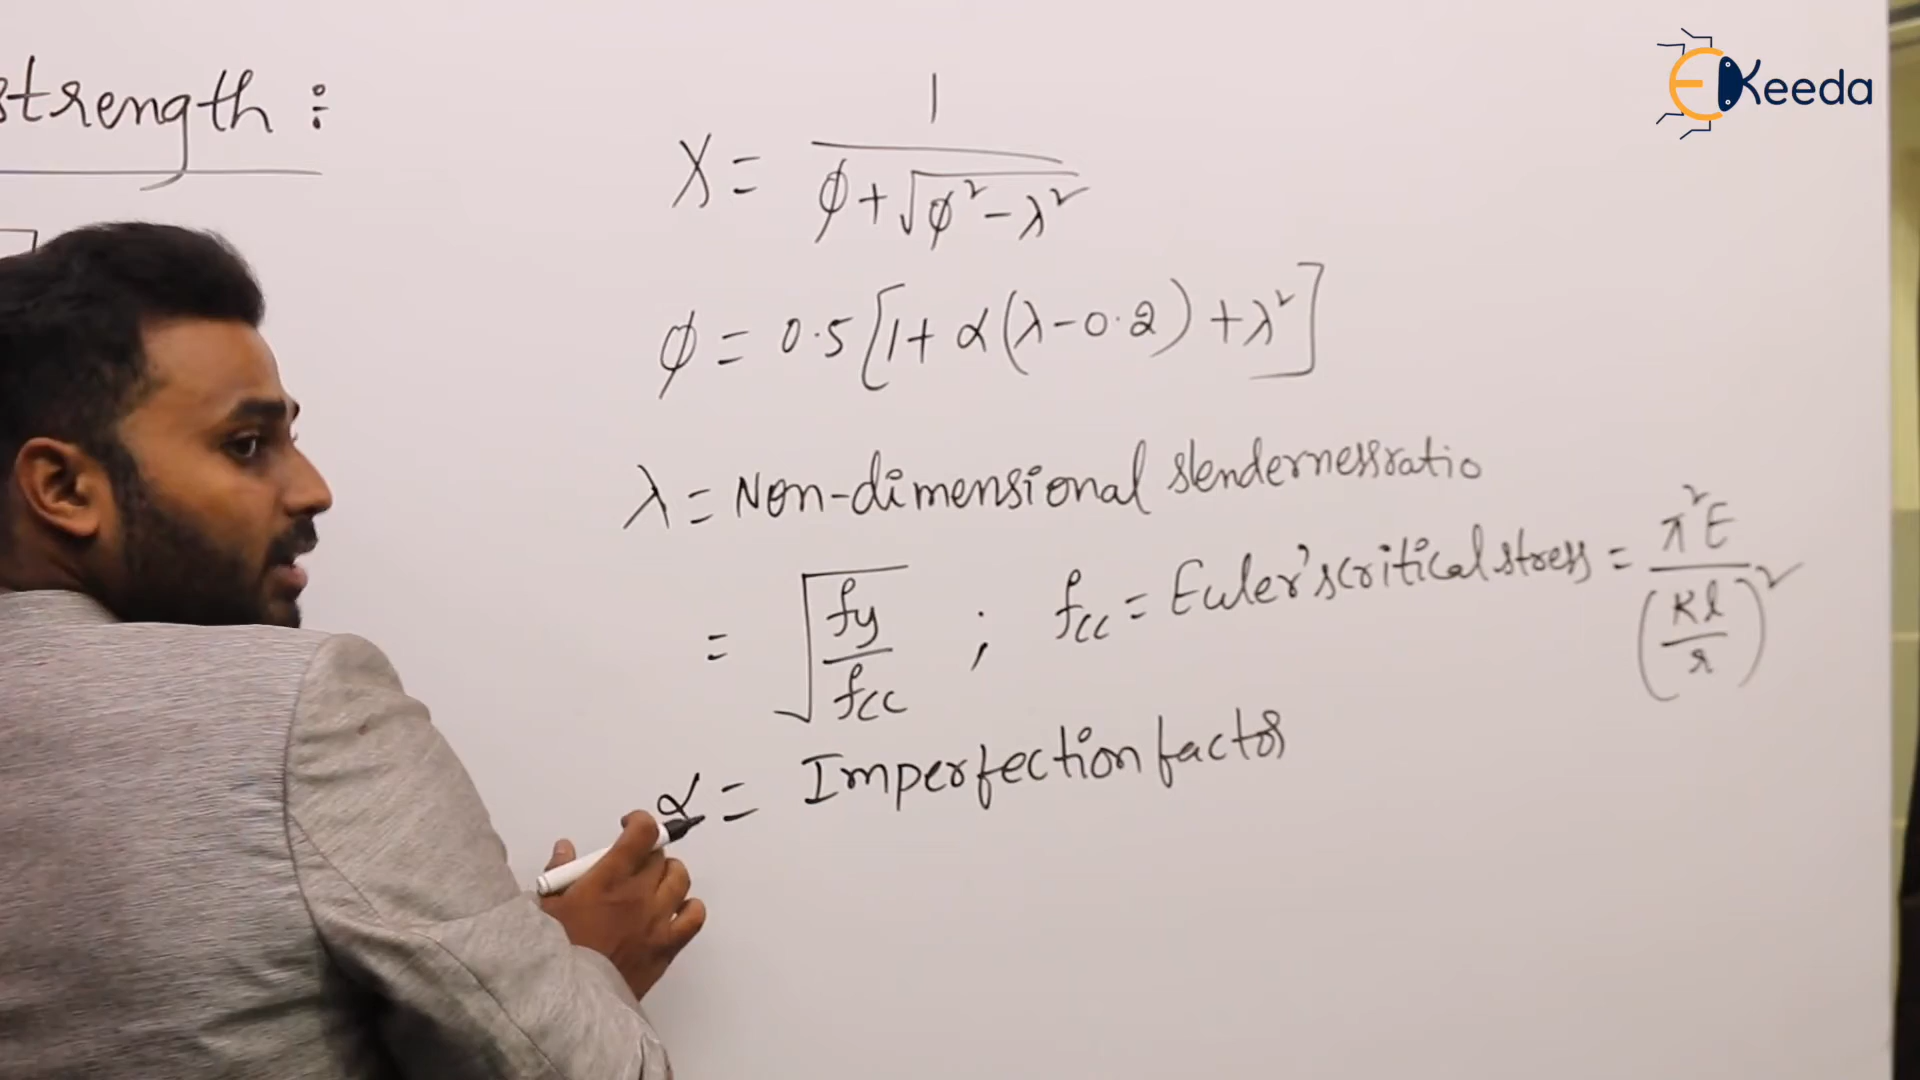 strength :
χ = 1 / (φ + √(φ² - λ²))
φ = 0.5 [1 + α (λ - 0.2) + λ²]
λ = Non-dimensional slenderness ratio
= √(fy / fcc) ; fcc = Euler's critical stress = π²E / (Kl / r)²
α = Imperfection factor
EKeeda